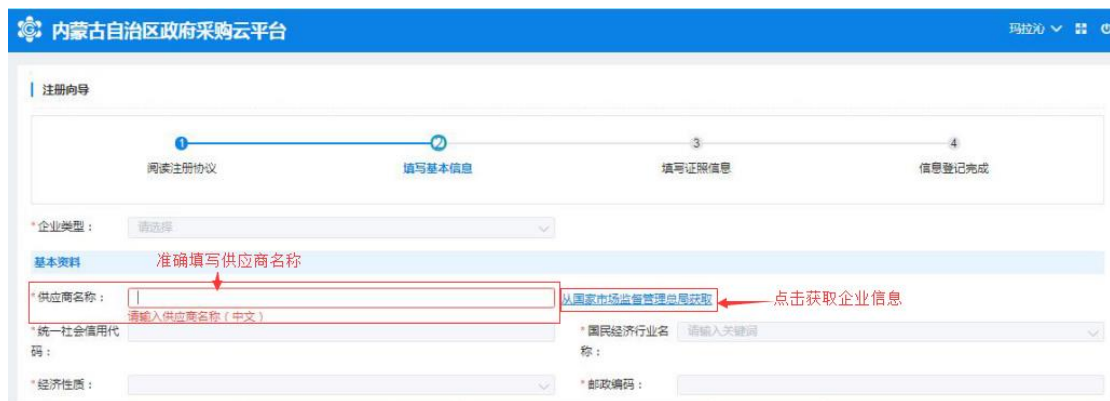 内蒙古自治区政府采购云平台
玛拉沁
注册向导
1 2 3 4
阅读注册协议 填写基本信息 填写证照信息 信息登记完成
*企业类型： 请选择
基本资料 准确填写供应商名称
*供应商名称： 从国家市场监督管理总局获取 点击获取企业信息
请输入供应商名称（中文）
*统一社会信用代 *国民经济行业名 请输入关键词
码： 称：
*经济性质： *邮政编码：